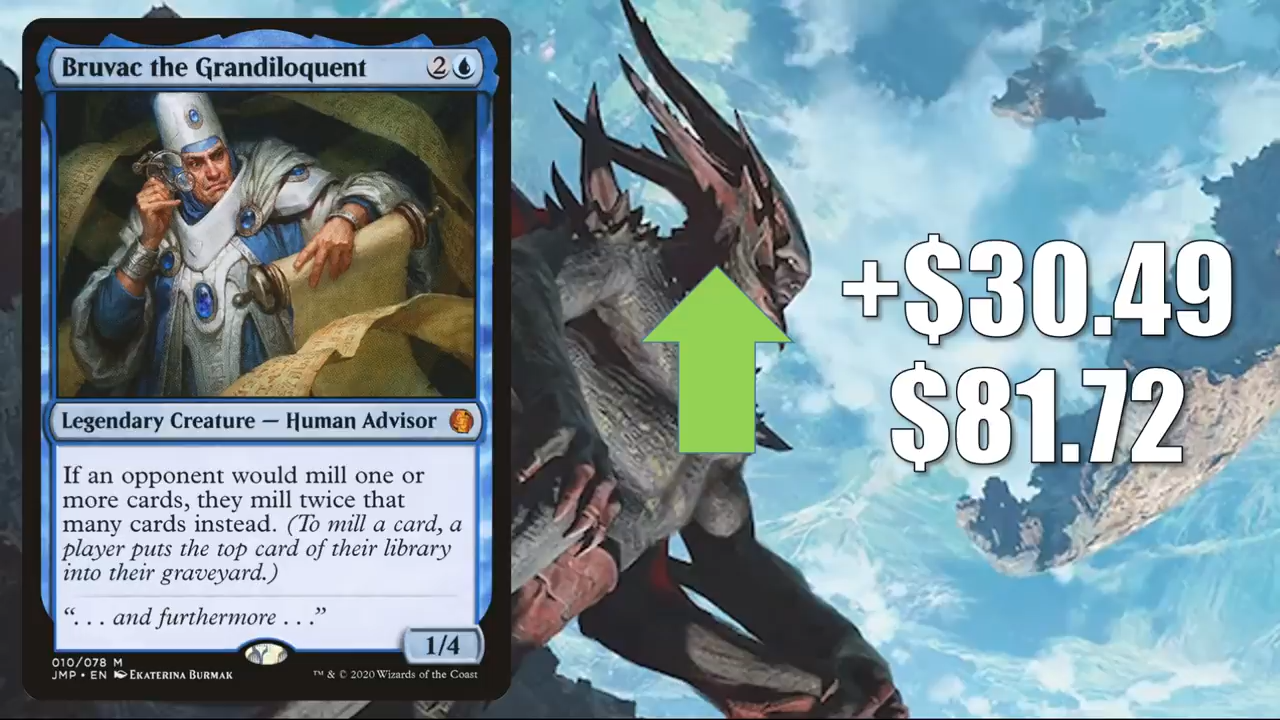 Bruvac the Grandiloquent 2
Legendary Creature — Human Advisor
If an opponent would mill one or
more cards, they mill twice that
many cards instead. (To mill a card, a
player puts the top card of their library
into their graveyard.)
“. . . and furthermore . . .”
1/4
010/078 M
JMP • EN Ekaterina Burmak
™ & © 2020 Wizards of the Coast
+$30.49
$81.72